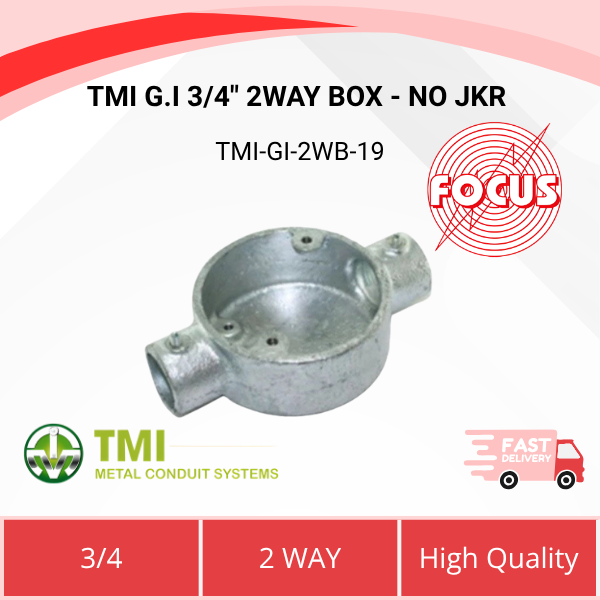 TMI G.I 3/4" 2WAY BOX - NO JKR
TMI-GI-2WB-19
FOCUS
TMI
METAL CONDUIT SYSTEMS
FAST
DELIVERY
3/4
2 WAY
High Quality